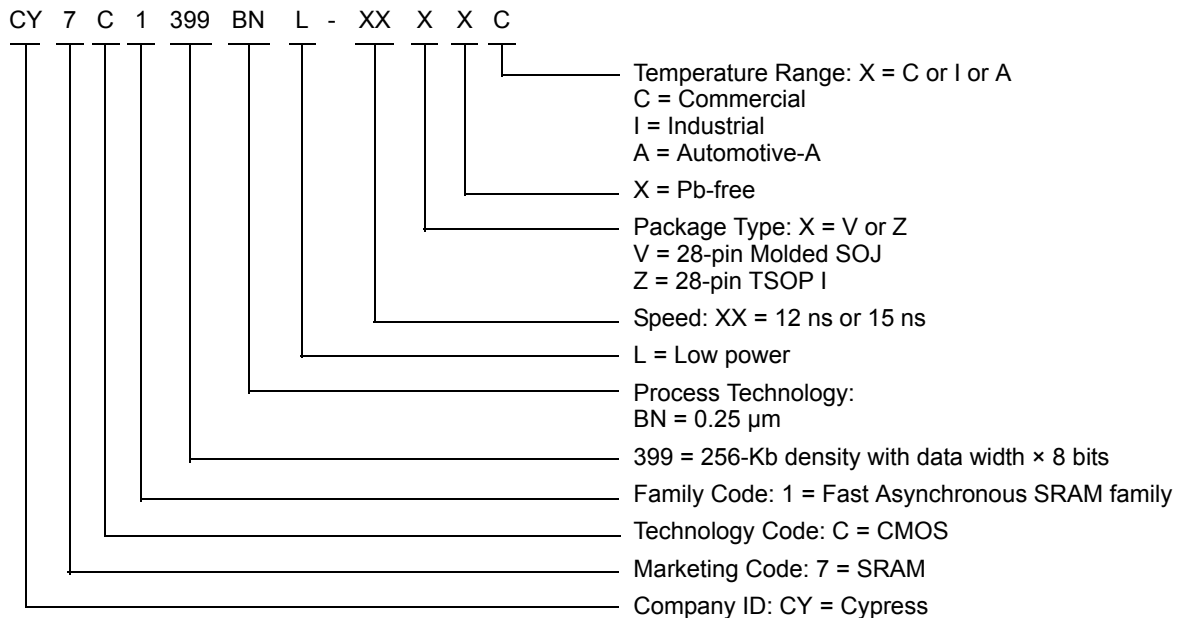 CY 7 C 1 399 BN L - XX X X C
Temperature Range: X = C or I or A
C = Commercial
I = Industrial
A = Automotive-A
X = Pb-free
Package Type: X = V or Z
V = 28-pin Molded SOJ
Z = 28-pin TSOP I
Speed: XX = 12 ns or 15 ns
L = Low power
Process Technology:
BN = 0.25 µm
399 = 256-Kb density with data width × 8 bits
Family Code: 1 = Fast Asynchronous SRAM family
Technology Code: C = CMOS
Marketing Code: 7 = SRAM
Company ID: CY = Cypress